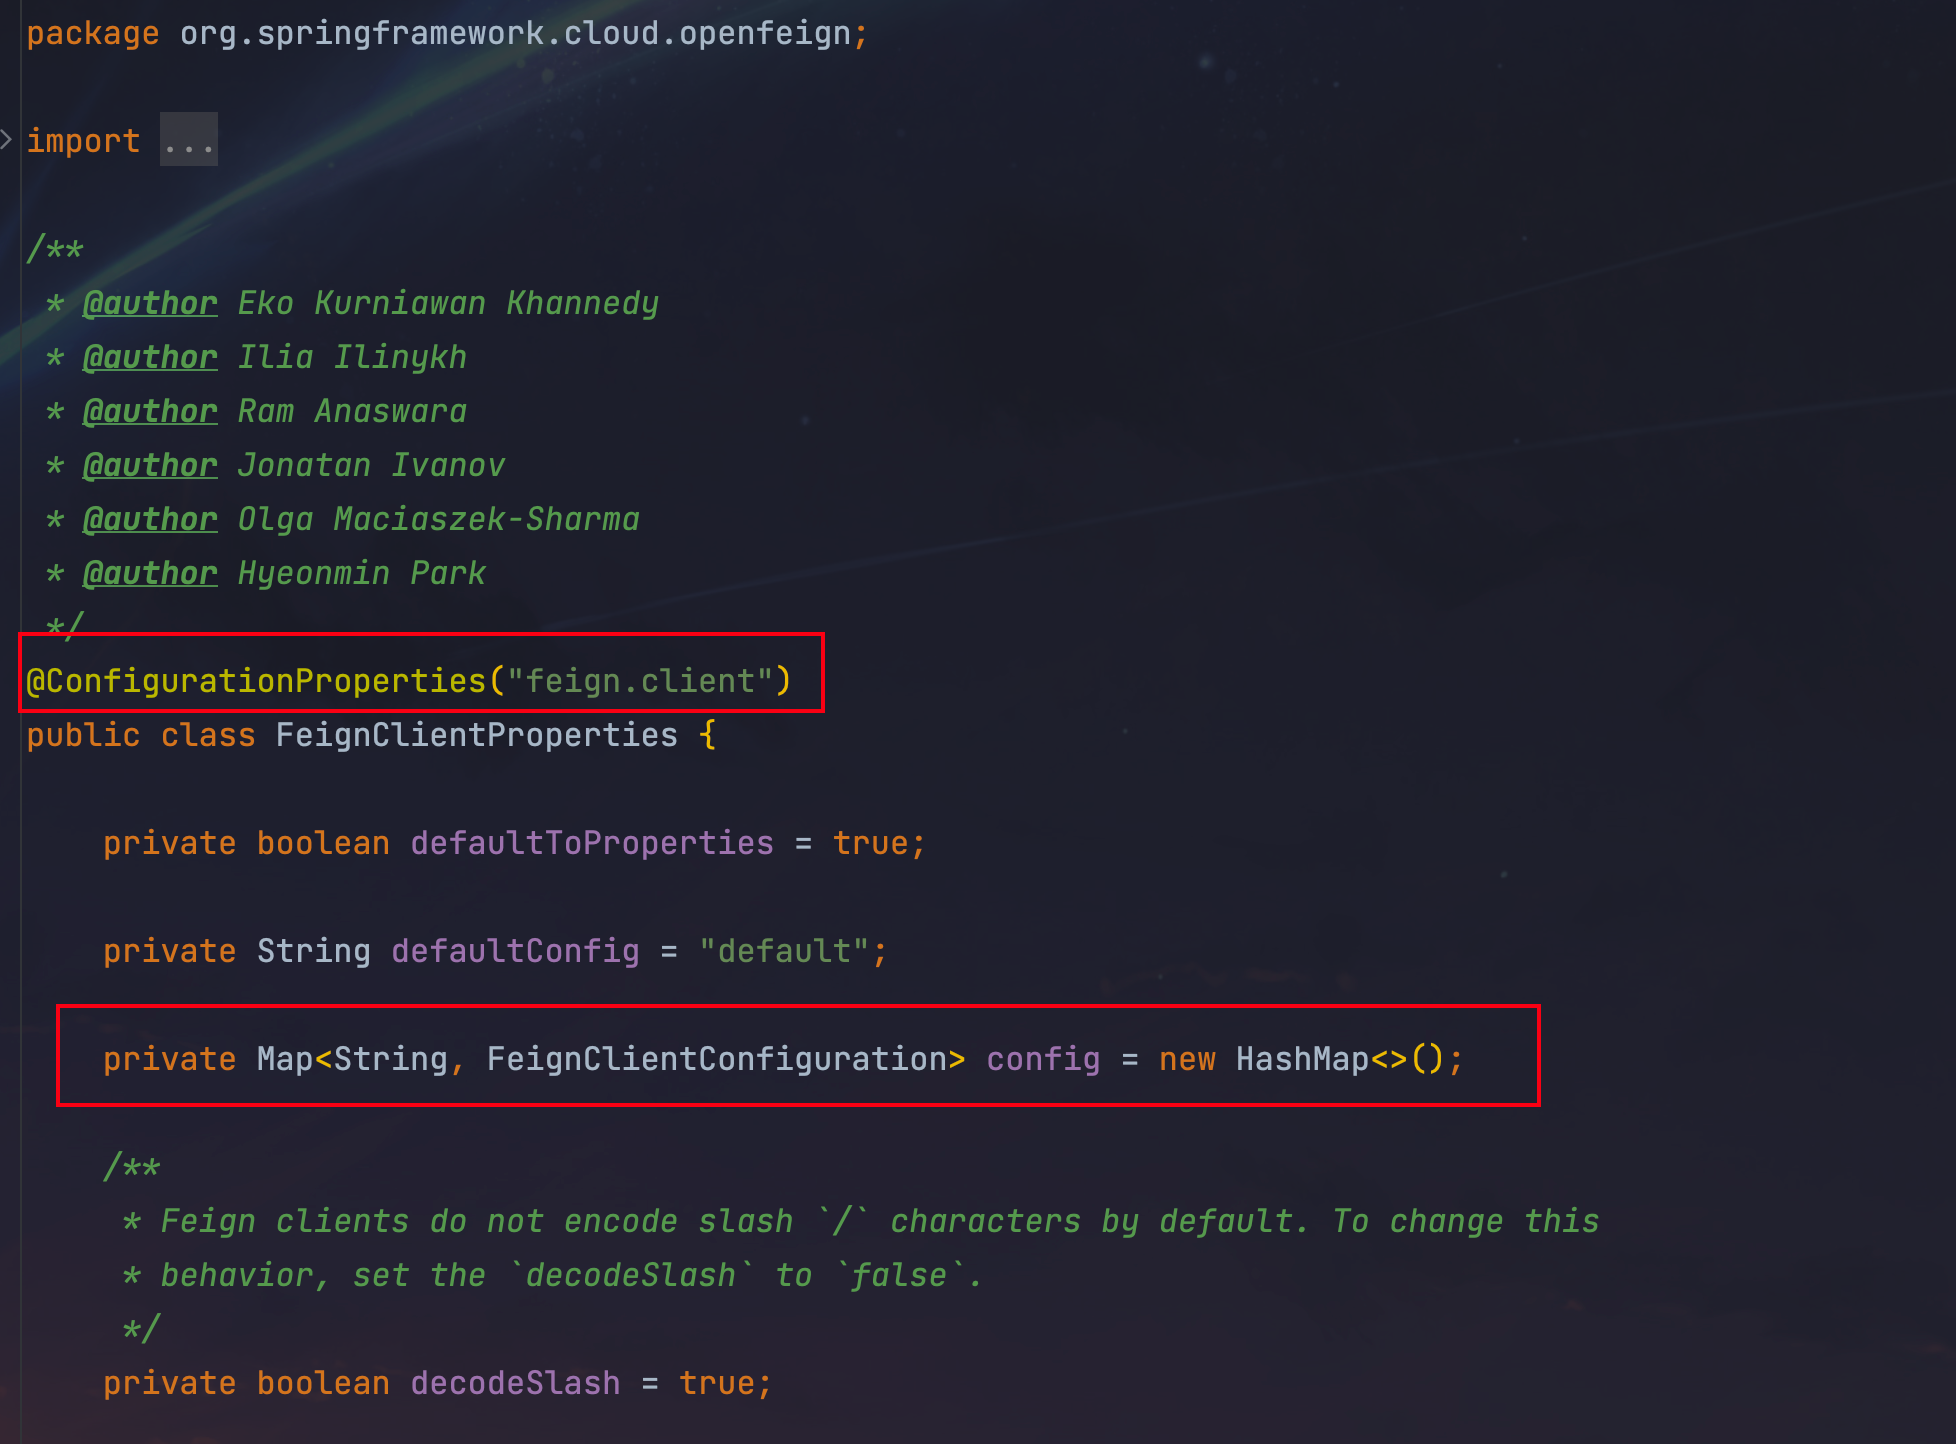 package org.springframework.cloud.openfeign;
import ...
/**
* @author Eko Kurniawan Khannedy
* @author Ilia Ilinykh
* @author Ram Anaswara
* @author Jonatan Ivanov
* @author Olga Maciaszek-Sharma
* @author Hyeonmin Park
*/
@ConfigurationProperties("feign.client")
public class FeignClientProperties {
private boolean defaultToProperties = true;
private String defaultConfig = "default";
private Map<String, FeignClientConfiguration> config = new HashMap<>();
/**
* Feign clients do not encode slash `/` characters by default. To change this
* behavior, set the `decodeSlash` to `false`.
*/
private boolean decodeSlash = true;